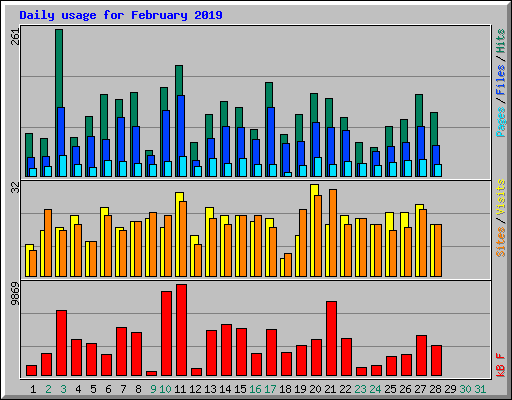 Daily usage for February 2019
261
Pages / Files / Hits
32
Sites / Visits
9869
kB F
1 2 3 4 5 6 7 8 9 10 11 12 13 14 15 16 17 18 19 20 21 22 23 24 25 26 27 28 29 30 31